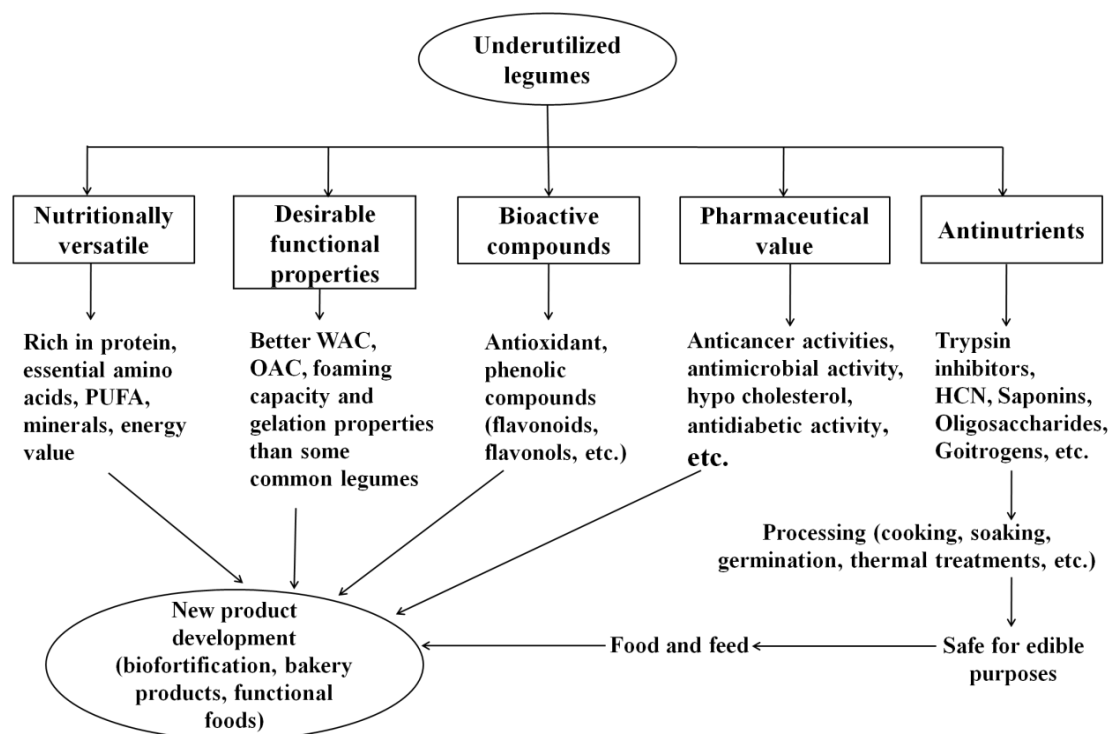 Underutilized
legumes
Nutritionally
versatile
Desirable
functional
properties
Bioactive
compounds
Pharmaceutical
value
Antinutrients
Rich in protein,
essential amino
acids, PUFA,
minerals, energy
value
Better WAC,
OAC, foaming
capacity and
gelation properties
than some
common legumes
Antioxidant,
phenolic
compounds
(flavonoids,
flavonols, etc.)
Anticancer activities,
antimicrobial activity,
hypo cholesterol,
antidiabetic activity,
etc.
Trypsin
inhibitors,
HCN, Saponins,
Oligosaccharides,
Goitrogens, etc.
Processing (cooking, soaking,
germination, thermal treatments, etc.)
New product
development
(biofortification, bakery
products, functional
foods)
Food and feed
Safe for edible
purposes